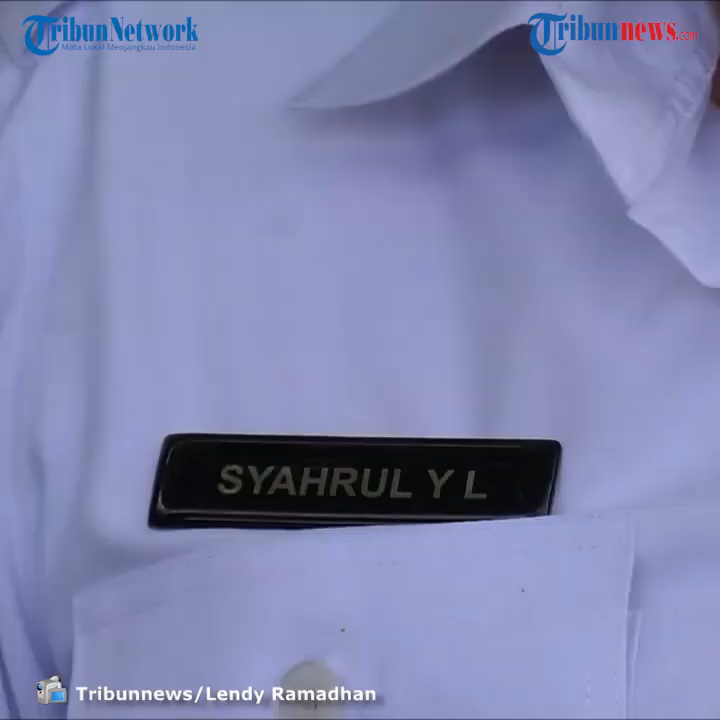 TribunNetwork
Mata Lokal Menjangkau Indonesia
Tribunnews.com
SYAHRUL Y L
Tribunnews/Lendy Ramadhan